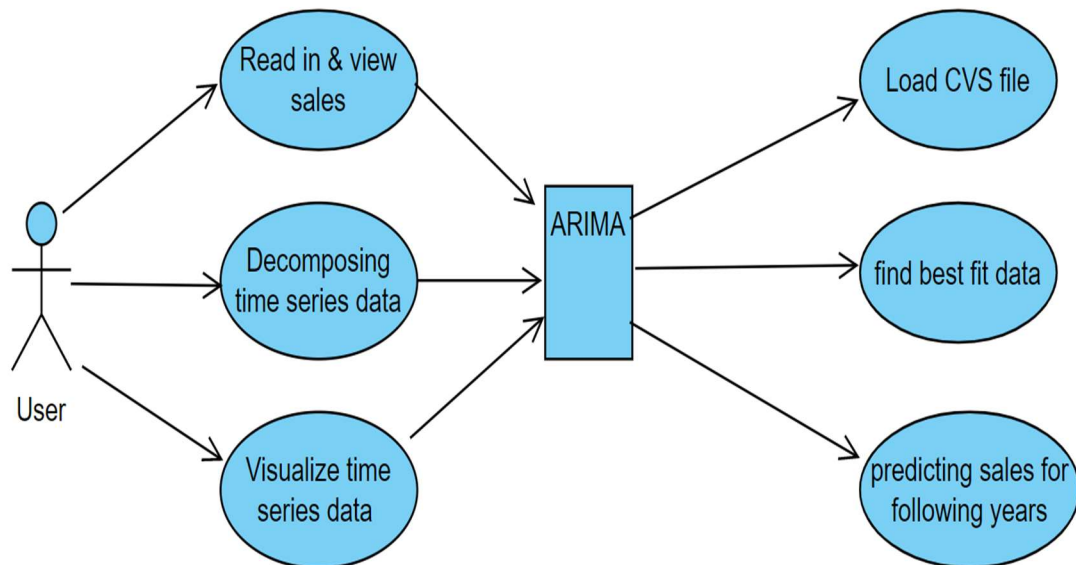 Read in & view
sales
Load CVS file
ARIMA
Decomposing
time series data
find best fit data
User
Visualize time
series data
predicting sales for
following years